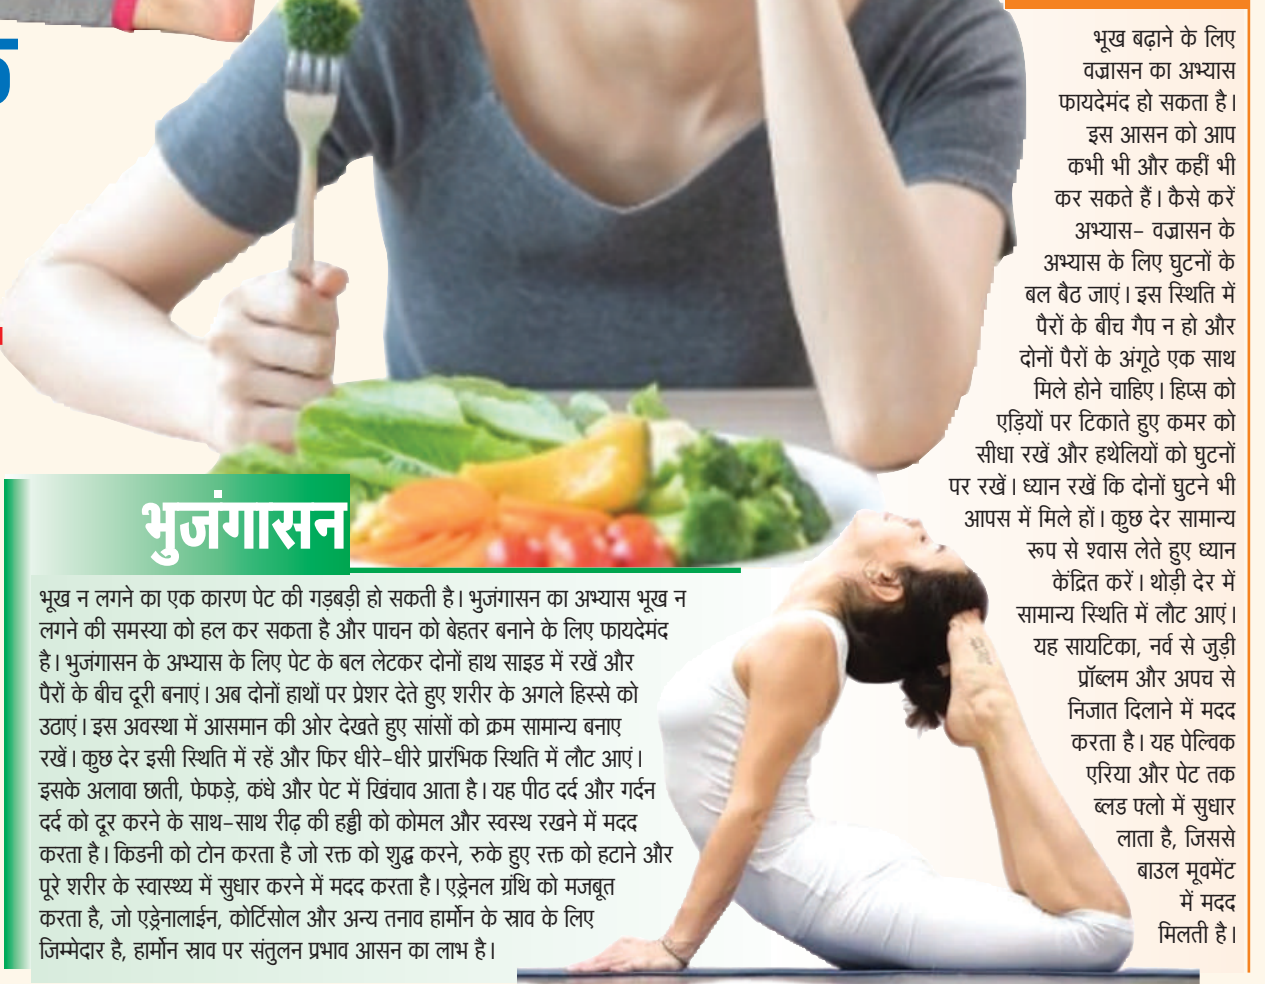 भूख बढ़ाने के लिए
वज्रासन का अभ्यास
फायदेमंद हो सकता है।
इस आसन को आप
कभी भी और कहीं भी
कर सकते हैं। कैसे करें
अभ्यास- वज्रासन के
अभ्यास के लिए घुटनों के
बल बैठ जाएं। इस स्थिति में
पैरों के बीच गैप न हो और
दोनों पैरों के अंगूठे एक साथ
मिले होने चाहिए। हिप्स को
एड़ियों पर टिकाते हुए कमर को
सीधा रखें और हथेलियों को घुटनों
पर रखें। ध्यान रखें कि दोनों घुटने भी
आपस में मिले हों। कुछ देर सामान्य
रूप से श्वास लेते हुए ध्यान
केंद्रित करें। थोड़ी देर में
सामान्य स्थिति में लौट आएं।
यह सायटिका, नर्व से जुड़ी
प्रॉब्लम और अपच से
निजात दिलाने में मदद
करता है। यह पेल्विक
एरिया और पेट तक
ब्लड फ्लो में सुधार
लाता है, जिससे
बाउल मूवमेंट
में मदद
मिलती है।
भुजंगासन
भूख न लगने का एक कारण पेट की गड़बड़ी हो सकती है। भुजंगासन का अभ्यास भूख न
लगने की समस्या को हल कर सकता है और पाचन को बेहतर बनाने के लिए फायदेमंद
है। भुजंगासन के अभ्यास के लिए पेट के बल लेटकर दोनों हाथ साइड में रखें और
पैरों के बीच दूरी बनाएं। अब दोनों हाथों पर प्रेशर देते हुए शरीर के अगले हिस्से को
उठाएं। इस अवस्था में आसमान की ओर देखते हुए सांसों को क्रम सामान्य बनाए
रखें। कुछ देर इसी स्थिति में रहें और फिर धीरे-धीरे प्रारंभिक स्थिति में लौट आएं।
इसके अलावा छाती, फेफड़े, कंधे और पेट में खिंचाव आता है। यह पीठ दर्द और गर्दन
दर्द को दूर करने के साथ-साथ रीढ़ की हड्डी को कोमल और स्वस्थ रखने में मदद
करता है। किडनी को टोन करता है जो रक्त को शुद्ध करने, रुके हुए रक्त को हटाने और
पूरे शरीर के स्वास्थ्य में सुधार करने में मदद करता है। एड्रेनल ग्रंथि को मजबूत
करता है, जो एड्रेनालाईन, कोर्टिसोल और अन्य तनाव हार्मोन के स्राव के लिए
जिम्मेदार है, हार्मोन स्राव पर संतुलन प्रभाव आसन का लाभ है।